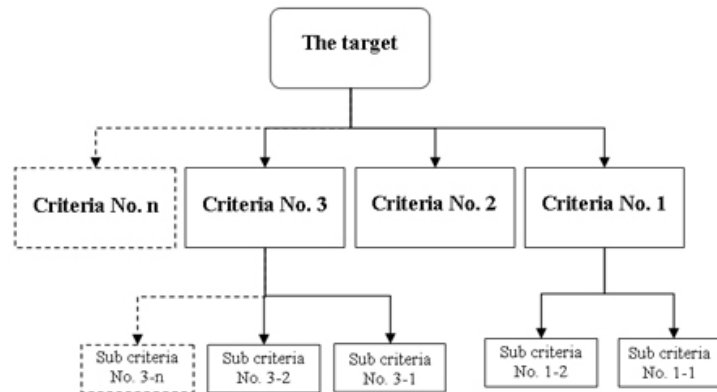 The target
Criteria No. n
Criteria No. 3
Criteria No. 2
Criteria No. 1
Sub criteria
No. 3-n
Sub criteria
No. 3-2
Sub criteria
No. 3-1
Sub criteria
No. 1-2
Sub criteria
No. 1-1